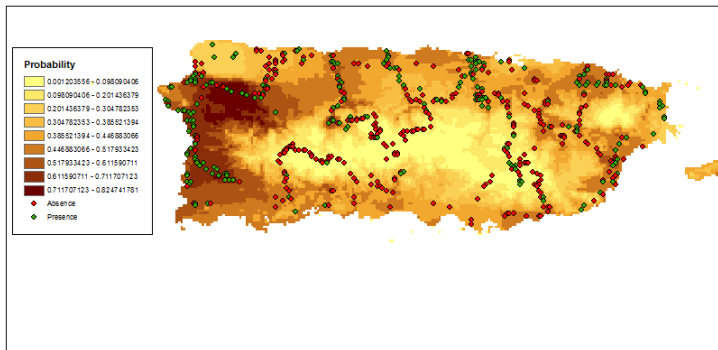 Probability
0.001203556 - 0.098090406
0.098090406 - 0.201436379
0.201436379 - 0.304782353
0.304782353 - 0.385521394
0.385521394 - 0.446883066
0.446883066 - 0.517933423
0.517933423 - 0.611590711
0.611590711 - 0.711707123
0.711707123 - 0.824741781
Absence
Presence